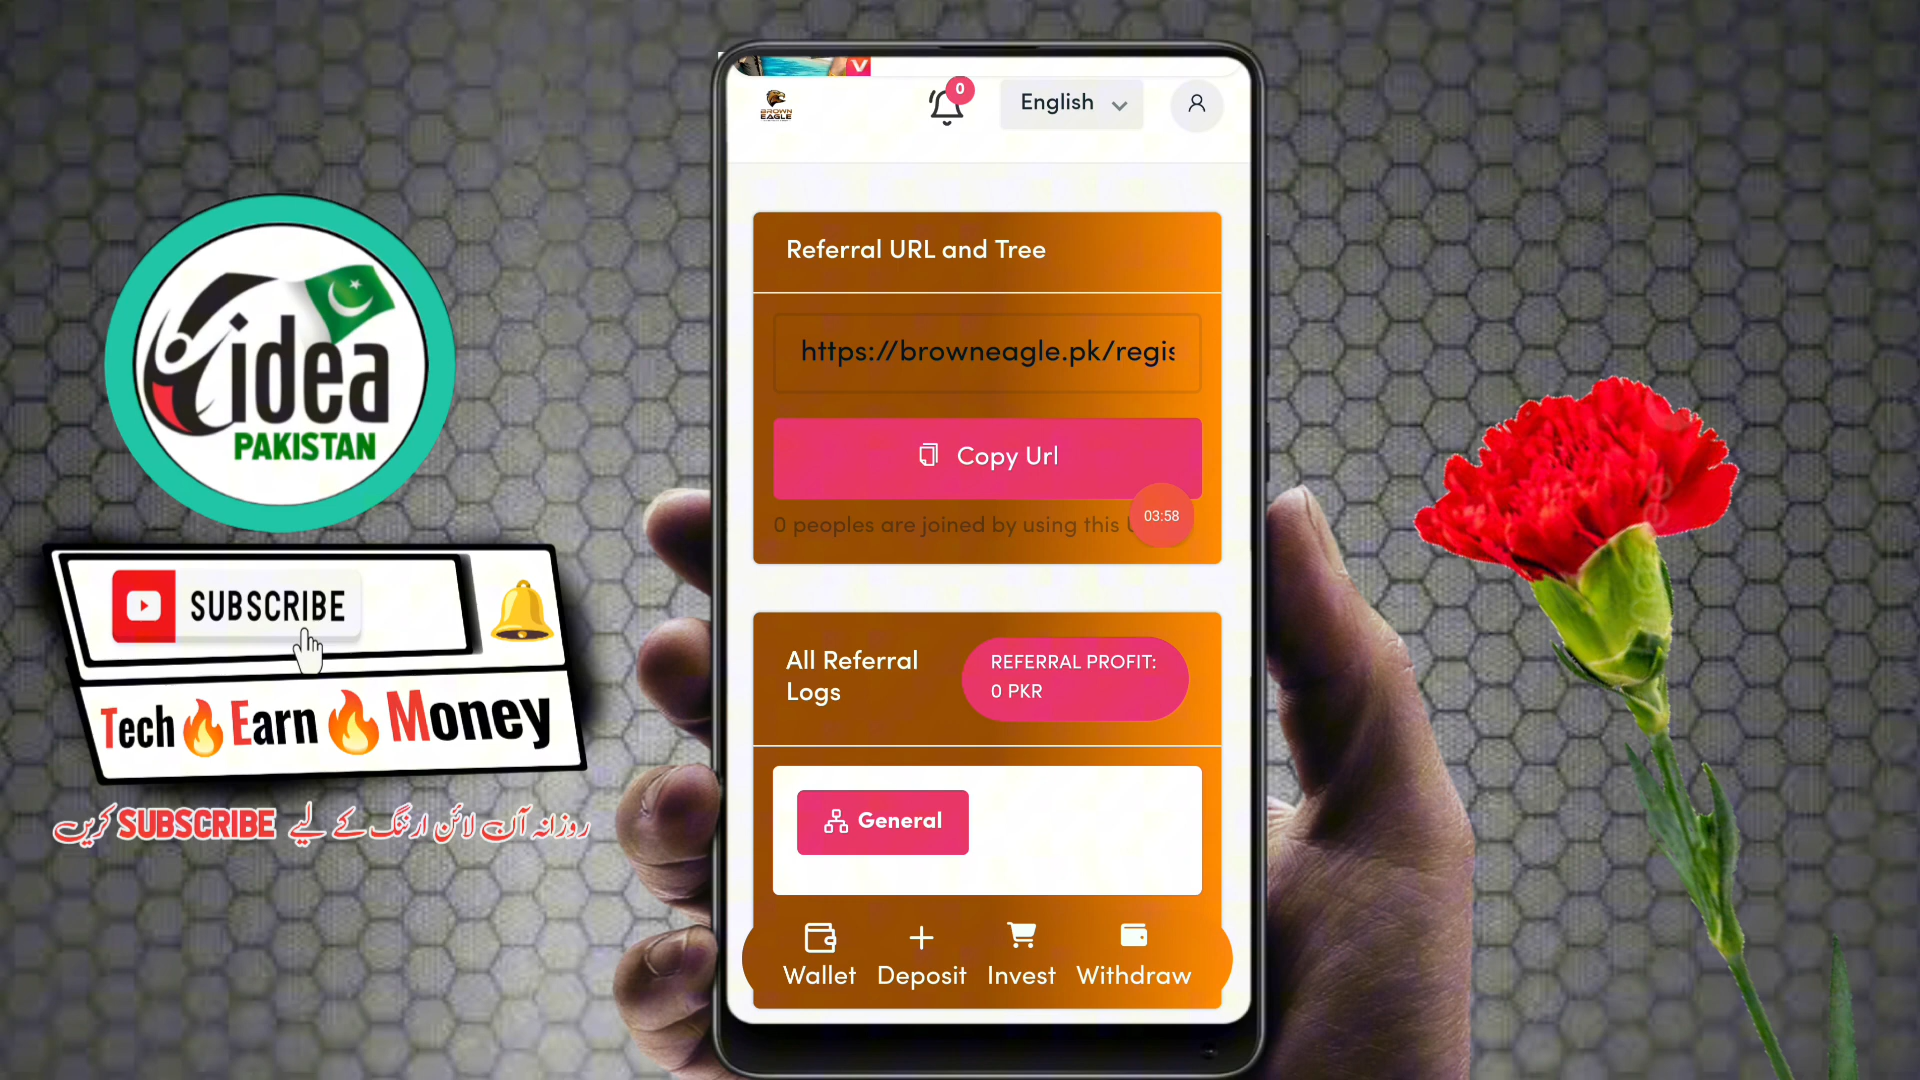 idea
PAKISTAN
SUBSCRIBE
Tech Earn Money
روزانہ آن لائن ارننگ کے لیے SUBSCRIBE کریں
V
BROWN
EAGLE
0
English
Referral URL and Tree
https://browneagle.pk/regis
Copy Url
0 peoples are joined by using this
03:58
All Referral
Logs
REFERRAL PROFIT:
0 PKR
General
Wallet
Deposit
Invest
Withdraw